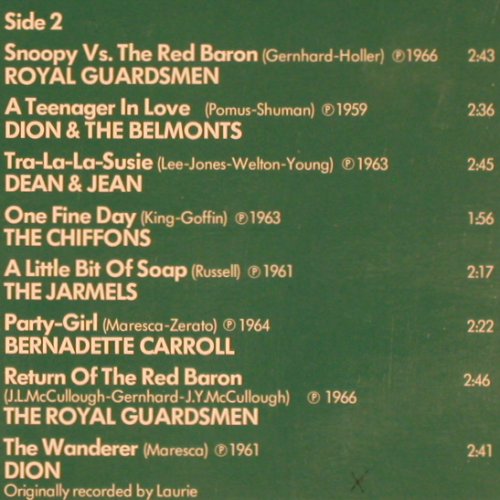 Side 2
Snoopy Vs. The Red Baron (Gernhard-Holler) ℗1966 2:43
ROYAL GUARDSMEN
A Teenager In Love (Pomus-Shuman) ℗1959 2:36
DION & THE BELMONTS
Tra-La-La-Susie (Lee-Jones-Welton-Young) ℗1963 2:45
DEAN & JEAN
One Fine Day (King-Goffin) ℗1963 1:56
THE CHIFFONS
A Little Bit Of Soap (Russell) ℗1961 2:17
THE JARMELS
Party-Girl (Maresca-Zerato) ℗1964 2:22
BERNADETTE CARROLL
Return Of The Red Baron 2:46
(J.L.McCullough-Gernhard-J.Y.McCullough) ℗ 1966
THE ROYAL GUARDSMEN
The Wanderer (Maresca) ℗1961 2:41
DION
Originally recorded by Laurie